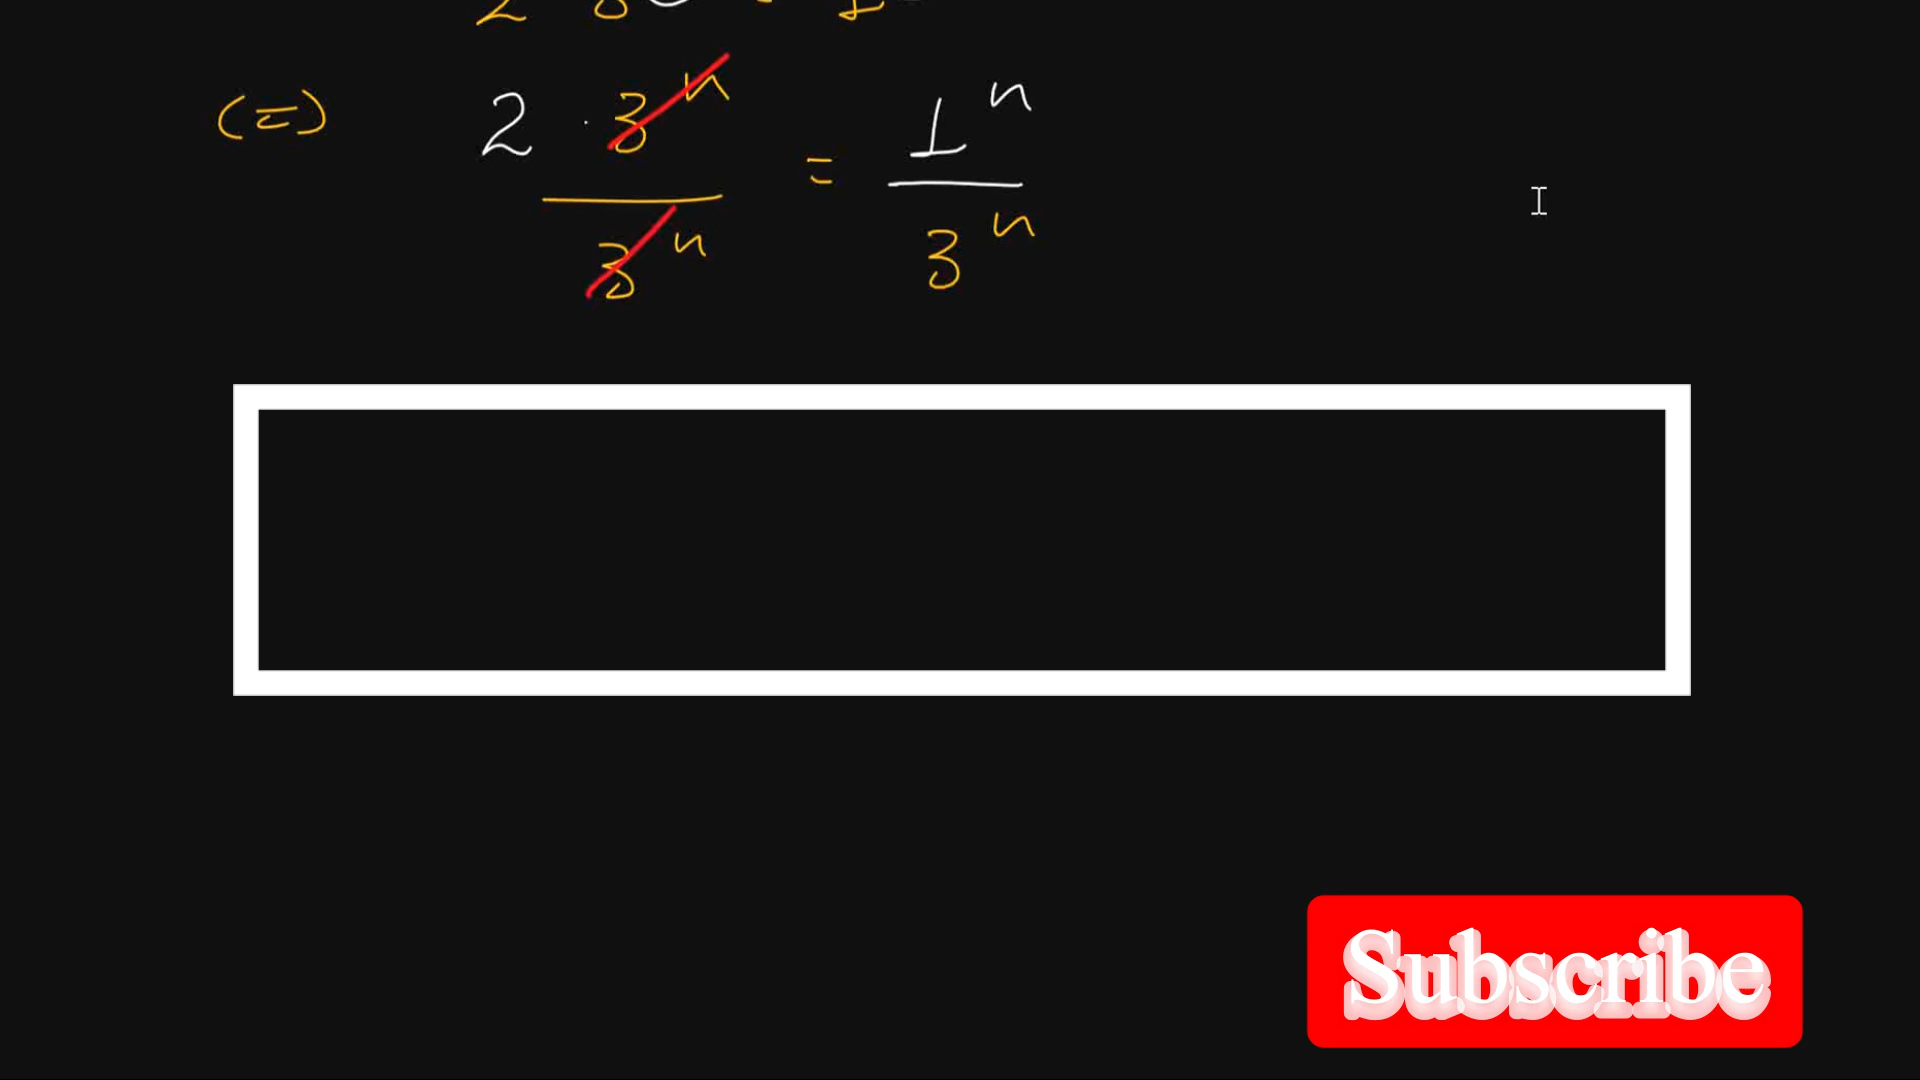 (=) 2 · 3^n / 3^n = 1^n / 3^n
Subscribe